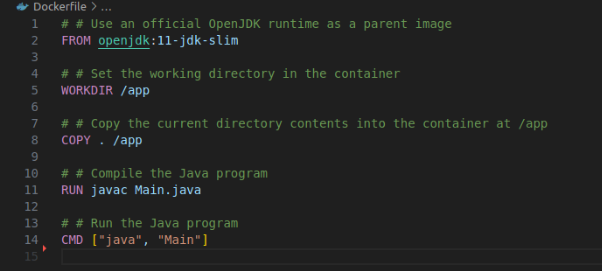 Dockerfile > ...
1 # # Use an official OpenJDK runtime as a parent image
2 FROM openjdk:11-jdk-slim
3
4 # # Set the working directory in the container
5 WORKDIR /app
6
7 # # Copy the current directory contents into the container at /app
8 COPY . /app
9
10 # # Compile the Java program
11 RUN javac Main.java
12
13 # # Run the Java program
14 CMD ["java", "Main"]
15